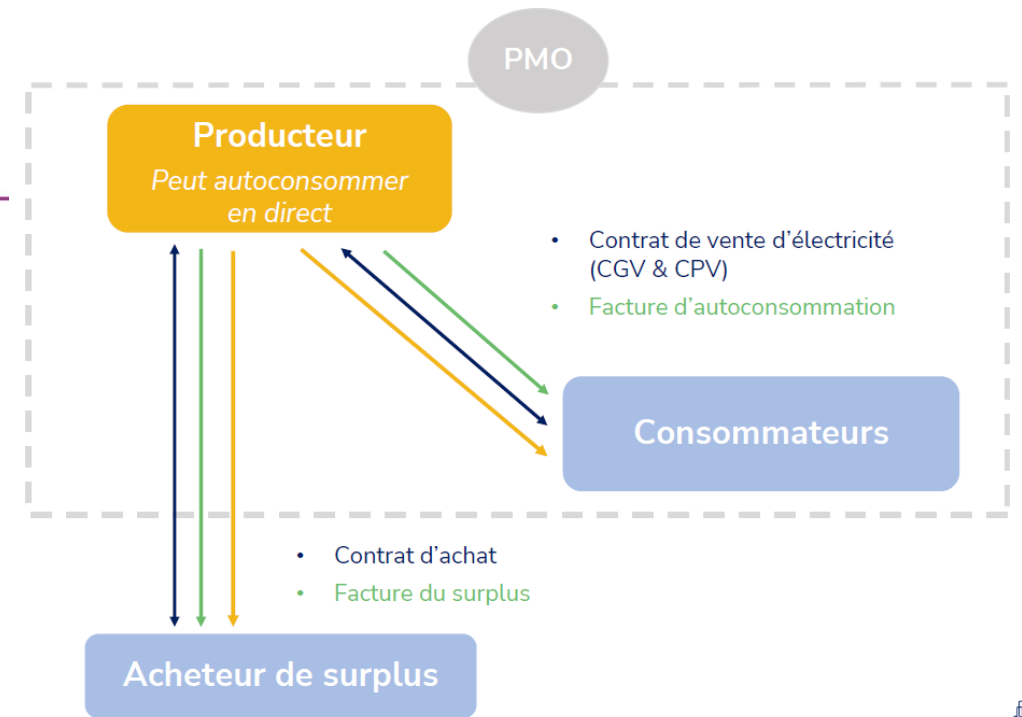 PMO
Producteur
Peut autoconsommer
en direct
• Contrat de vente d’électricité
(CGV & CPV)
• Facture d’autoconsommation
Consommateurs
• Contrat d’achat
• Facture du surplus
Acheteur de surplus